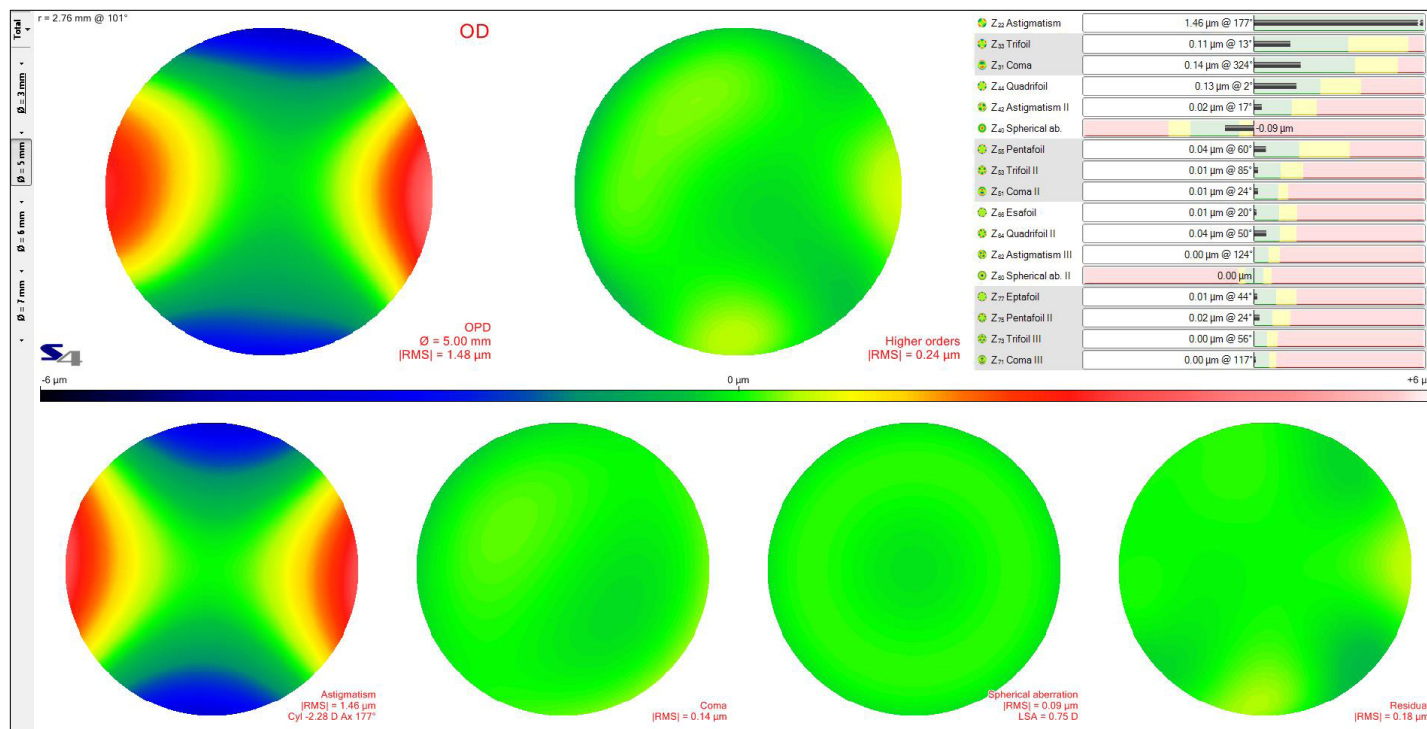 Total
r = 2.76 mm @ 101°
OD
Ø = 3 mm
Ø = 5 mm
Ø = 6 mm
Ø = 7 mm
OPD
Ø = 5.00 mm
|RMS| = 1.48 µm
Higher orders
|RMS| = 0.24 µm
S4
Z22 Astigmatism 1.46 µm @ 177°
Z33 Trifoil 0.11 µm @ 13°
Z31 Coma 0.14 µm @ 324°
Z44 Quadrifoil 0.13 µm @ 2°
Z42 Astigmatism II 0.02 µm @ 17°
Z40 Spherical ab. -0.09 µm
Z55 Pentafoil 0.04 µm @ 60°
Z53 Trifoil II 0.01 µm @ 85°
Z51 Coma II 0.01 µm @ 24°
Z66 Esafoil 0.01 µm @ 20°
Z64 Quadrifoil II 0.04 µm @ 50°
Z62 Astigmatism III 0.00 µm @ 124°
Z60 Spherical ab. II 0.00 µm
Z77 Eptafoil 0.01 µm @ 44°
Z75 Pentafoil II 0.02 µm @ 24°
Z73 Trifoil III 0.00 µm @ 56°
Z71 Coma III 0.00 µm @ 117°
-6 µm
0 µm
+6 µ
Astigmatism
|RMS| = 1.46 µm
Cyl -2.28 D Ax 177°
Coma
|RMS| = 0.14 µm
Spherical aberration
|RMS| = 0.09 µm
LSA = 0.75 D
Residual
|RMS| = 0.18 µm